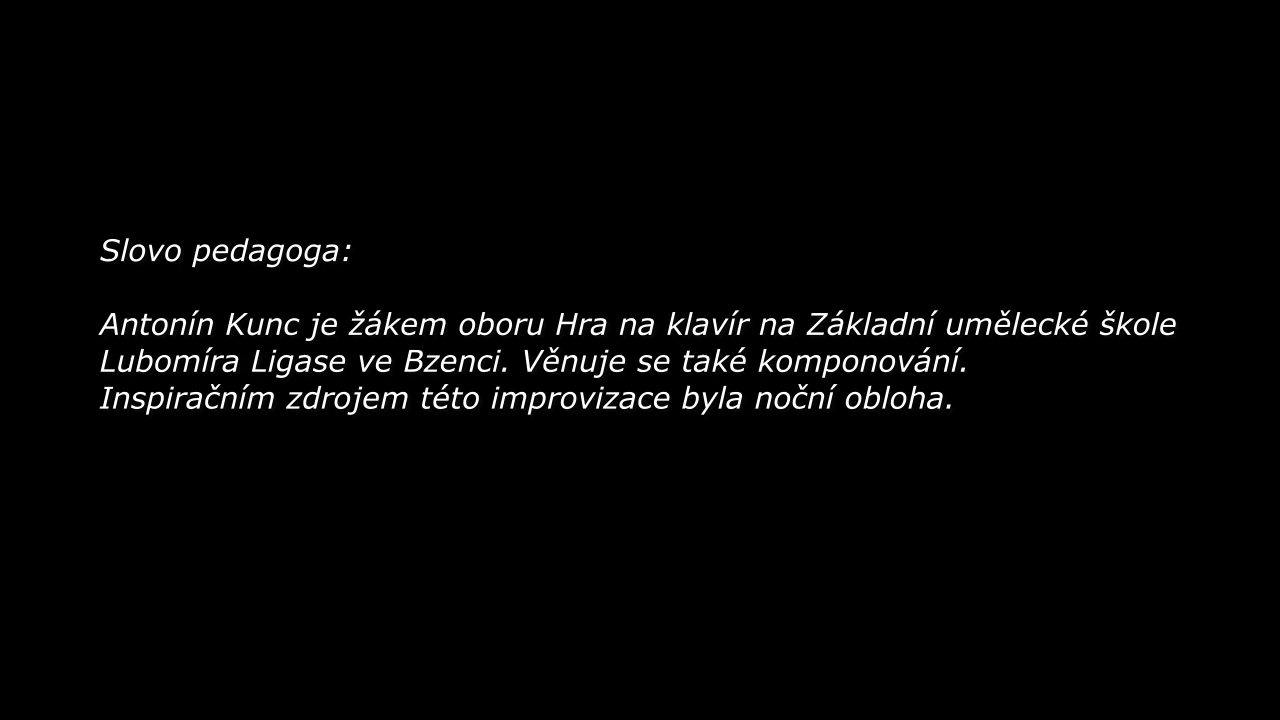 Slovo pedagoga:
Antonín Kunc je žákem oboru Hra na klavír na Základní umělecké škole
Lubomíra Ligase ve Bzenci. Věnuje se také komponování.
Inspiračním zdrojem této improvizace byla noční obloha.